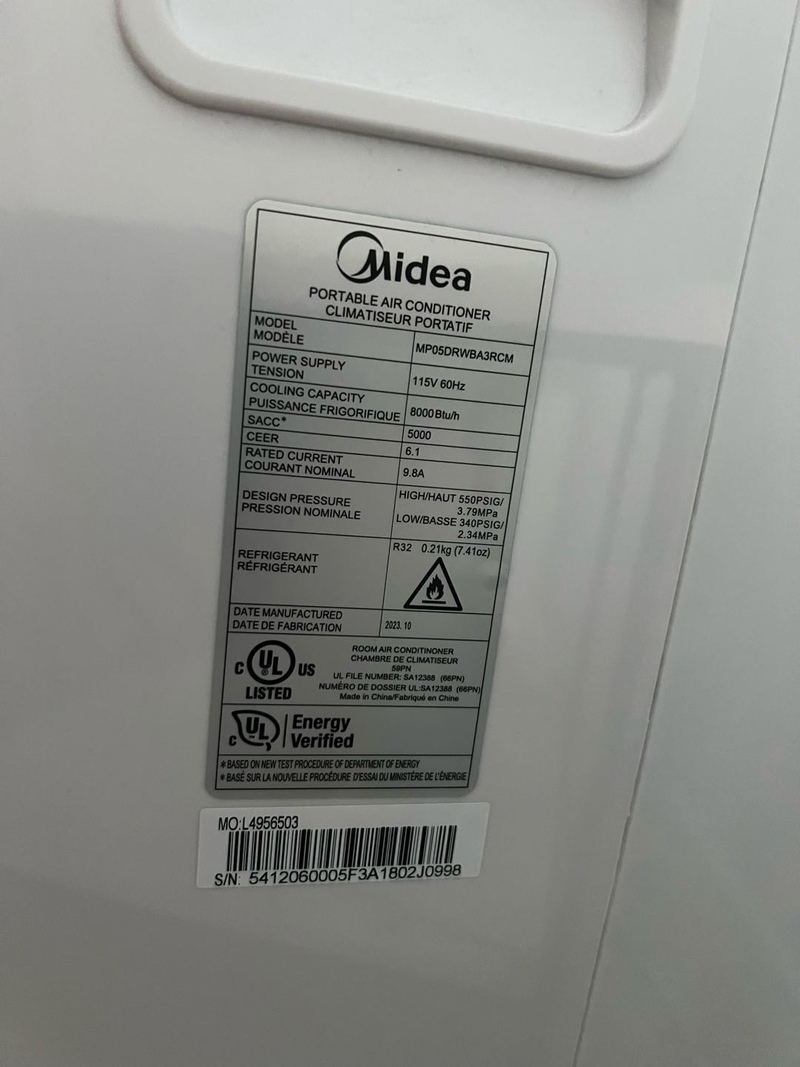 Midea
PORTABLE AIR CONDITIONER
CLIMATISEUR PORTATIF
MODEL
MODÈLE
MP05DRWBA3RCM
POWER SUPPLY
TENSION
115V 60Hz
COOLING CAPACITY
PUISSANCE FRIGORIFIQUE
8000Btu/h
SACC*
5000
CEER
6.1
RATED CURRENT
COURANT NOMINAL
9.8A
DESIGN PRESSURE
PRESSION NOMINALE
HIGH/HAUT 550PSIG/
3.79MPa
LOW/BASSE 340PSIG/
2.34MPa
REFRIGERANT
RÉFRIGÉRANT
R32 0.21kg (7.41oz)
DATE MANUFACTURED
DATE DE FABRICATION
2023. 10
C UL US
LISTED
ROOM AIR CONDITINONER
CHAMBRE DE CLIMATISEUR
59PN
UL FILE NUMBER: SA12388 (66PN)
NUMÉRO DE DOSSIER UL:SA12388 (66PN)
Made in China/Fabriqué en Chine
C UL
Energy
Verified
* BASED ON NEW TEST PROCEDURE OF DEPARTMENT OF ENERGY
* BASÉ SUR LA NOUVELLE PROCÉDURE D'ESSAI DU MINISTÈRE DE L'ÉNERGIE
MO:L4956503
S/N: 5412060005F3A1802J0998